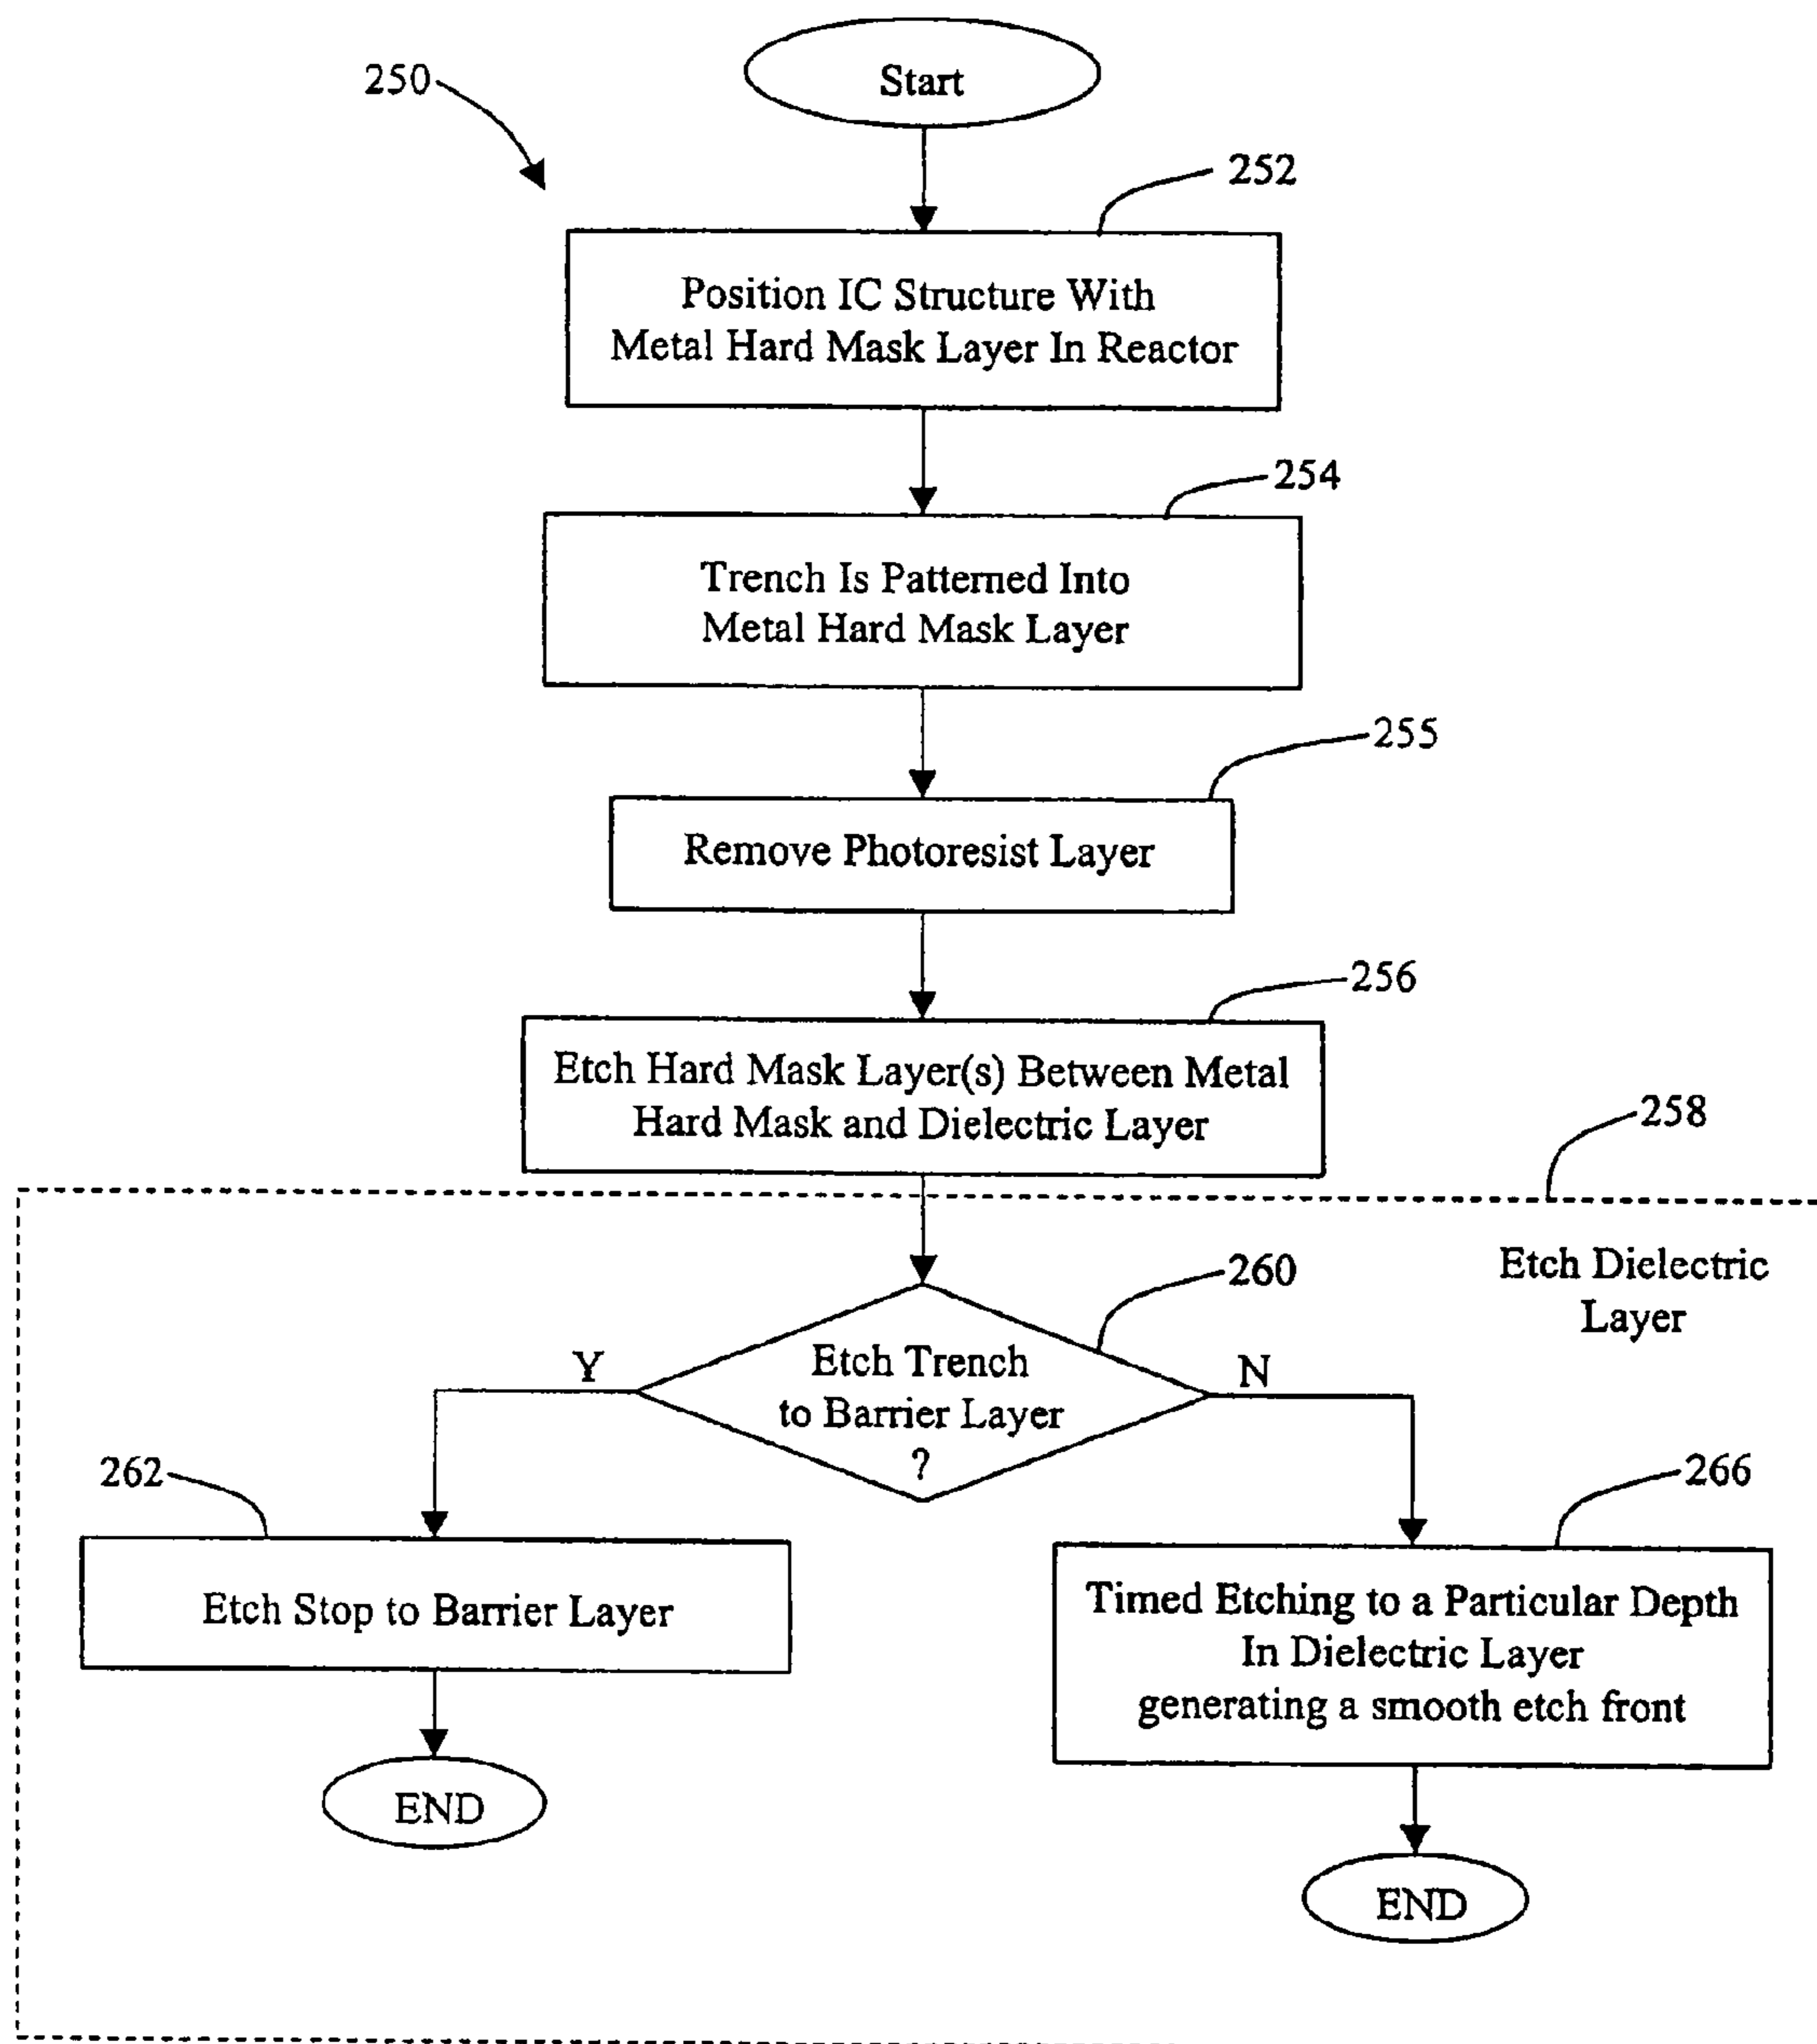 Start
250
252
Position IC Structure With
Metal Hard Mask Layer In Reactor
254
Trench Is Patterned Into
Metal Hard Mask Layer
255
Remove Photoresist Layer
256
Etch Hard Mask Layer(s) Between Metal
Hard Mask and Dielectric Layer
258
Etch Dielectric
Layer
260
Etch Trench
to Barrier Layer
?
Y
N
262
Etch Stop to Barrier Layer
END
266
Timed Etching to a Particular Depth
In Dielectric Layer
generating a smooth etch front
END